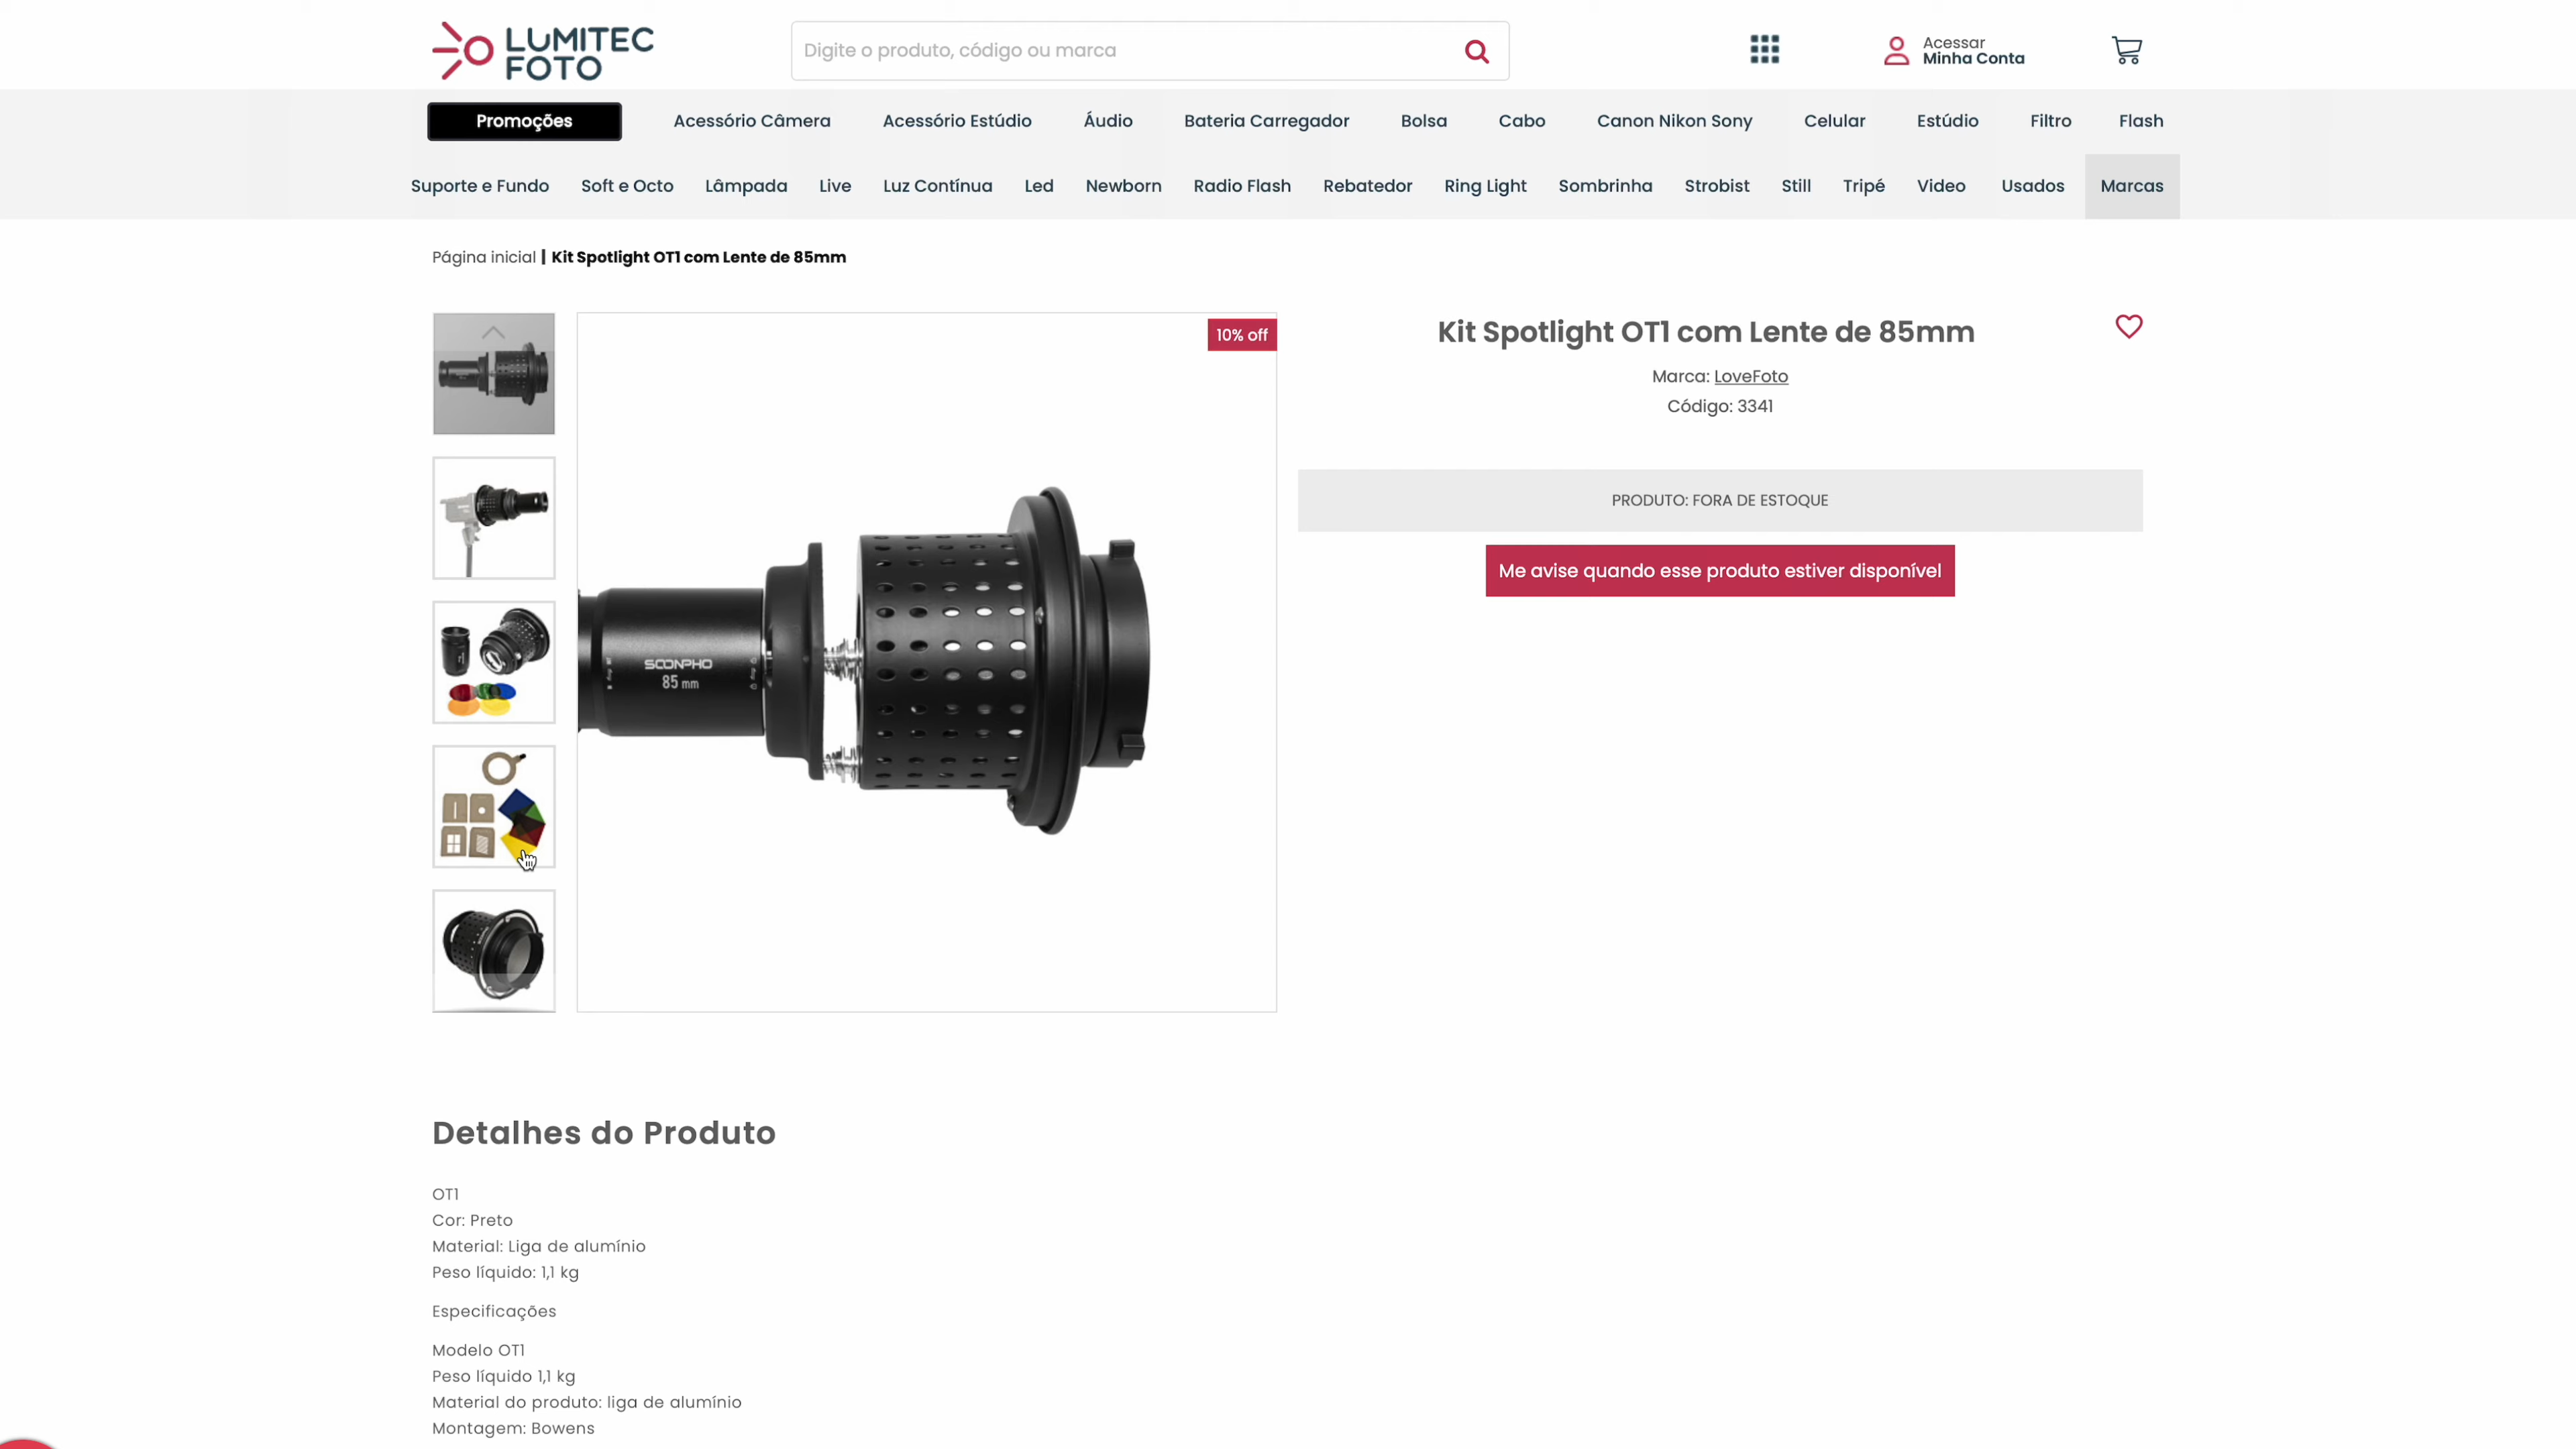 LUMITEC
FOTO
Digite o produto, código ou marca
Acessar
Minha Conta
Promoções
Acessório Câmera
Acessório Estúdio
Áudio
Bateria Carregador
Bolsa
Cabo
Canon Nikon Sony
Celular
Estúdio
Filtro
Flash
Suporte e Fundo
Soft e Octo
Lâmpada
Live
Luz Contínua
Led
Newborn
Radio Flash
Rebatedor
Ring Light
Sombrinha
Strobist
Still
Tripé
Video
Usados
Marcas
Página inicial | Kit Spotlight OT1 com Lente de 85mm
10% off
SOONPHO
85 mm
Kit Spotlight OT1 com Lente de 85mm
Marca: LoveFoto
Código: 3341
PRODUTO: FORA DE ESTOQUE
Me avise quando esse produto estiver disponível
Detalhes do Produto
OT1
Cor: Preto
Material: Liga de alumínio
Peso líquido: 1,1 kg
Especificações
Modelo OT1
Peso líquido 1,1 kg
Material do produto: liga de alumínio
Montagem: Bowens